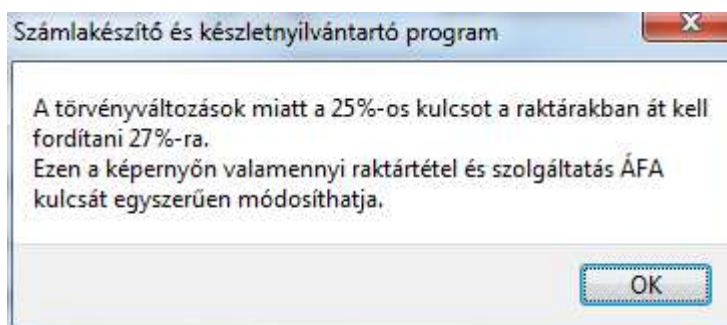 Számlakészítő és készletnyilvántartó program
A törvényváltozások miatt a 25%-os kulcsot a raktárakban át kell
fordítani 27%-ra.
Ezen a képernyőn valamennyi raktártétel és szolgáltatás ÁFA
kulcsát egyszerűen módosíthatja.
OK